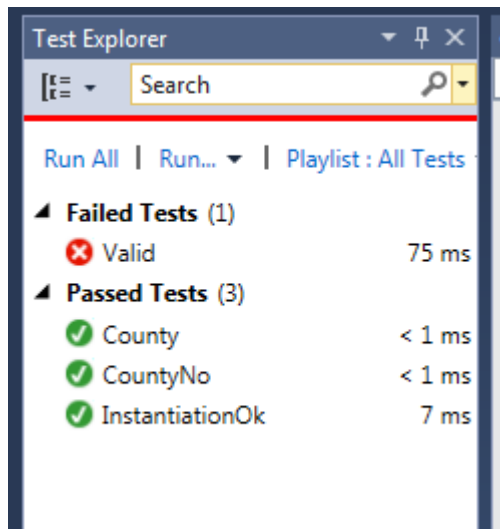 Test Explorer
Search
Run All | Run... | Playlist : All Tests
Failed Tests (1)
Valid 75 ms
Passed Tests (3)
County < 1 ms
CountyNo < 1 ms
InstantiationOk 7 ms